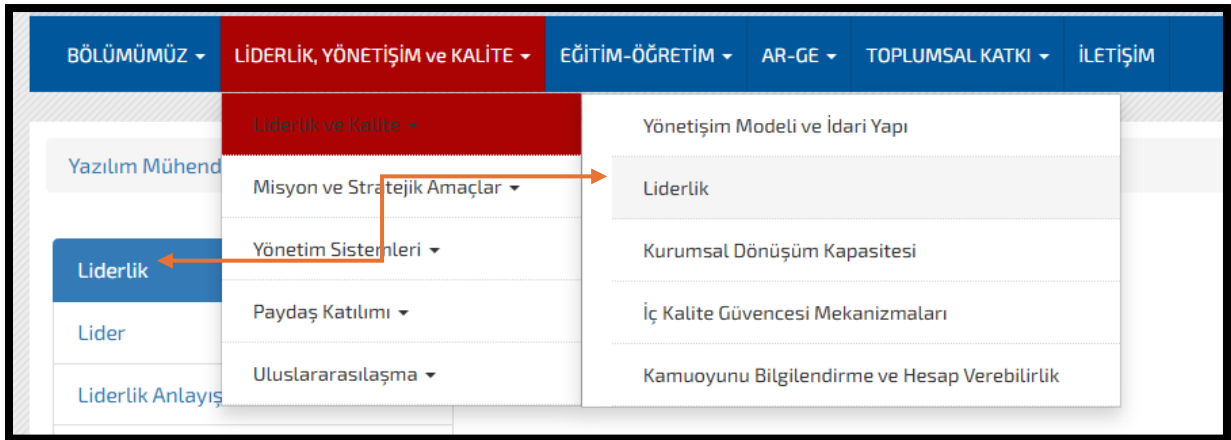 BÖLÜMÜMÜZ LİDERLİK, YÖNETİŞİM ve KALİTE EĞİTİM-ÖĞRETİM AR-GE TOPLUMSAL KATKI İLETİŞİM
Liderlik ve Kalite
Misyon ve Stratejik Amaçlar
Yönetim Sistemleri
Paydaş Katılımı
Uluslararasılaşma
Yönetişim Modeli ve İdari Yapı
Liderlik
Kurumsal Dönüşüm Kapasitesi
İç Kalite Güvencesi Mekanizmaları
Kamuoyunu Bilgilendirme ve Hesap Verebilirlik
Yazılım Mühend
Liderlik
Lider
Liderlik Anlayış